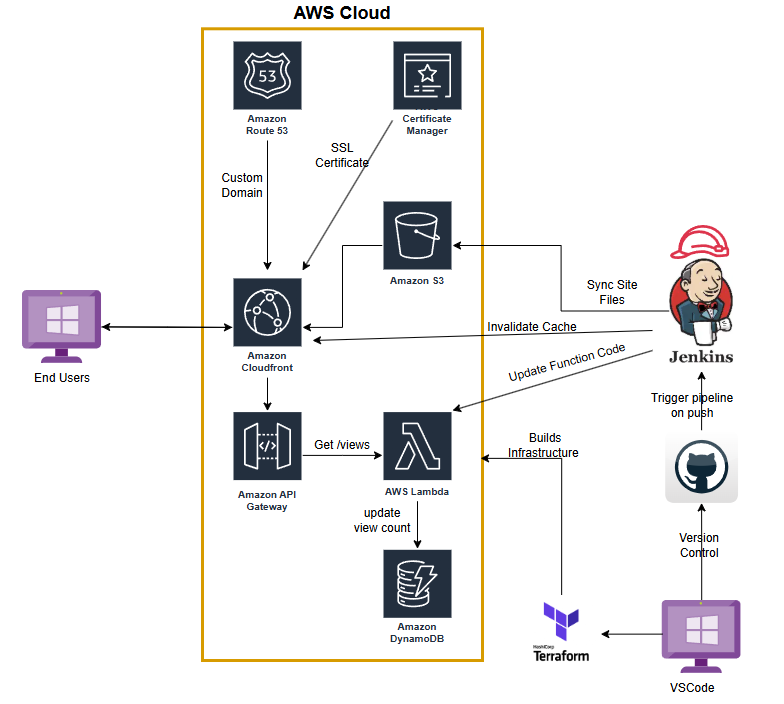 AWS Cloud
53
Amazon
Route 53
AWS
Certificate
Manager
SSL
Certificate
Custom
Domain
Amazon S3
Sync Site
Files
Invalidate Cache
Jenkins
Amazon
Cloudfront
End Users
Update Function Code
Trigger pipeline
on push
</>
Get /views
Builds
Infrastructure
Amazon API
Gateway
AWS Lambda
update
view count
Version
Control
Amazon
DynamoDB
HashiCorp
Terraform
VSCode